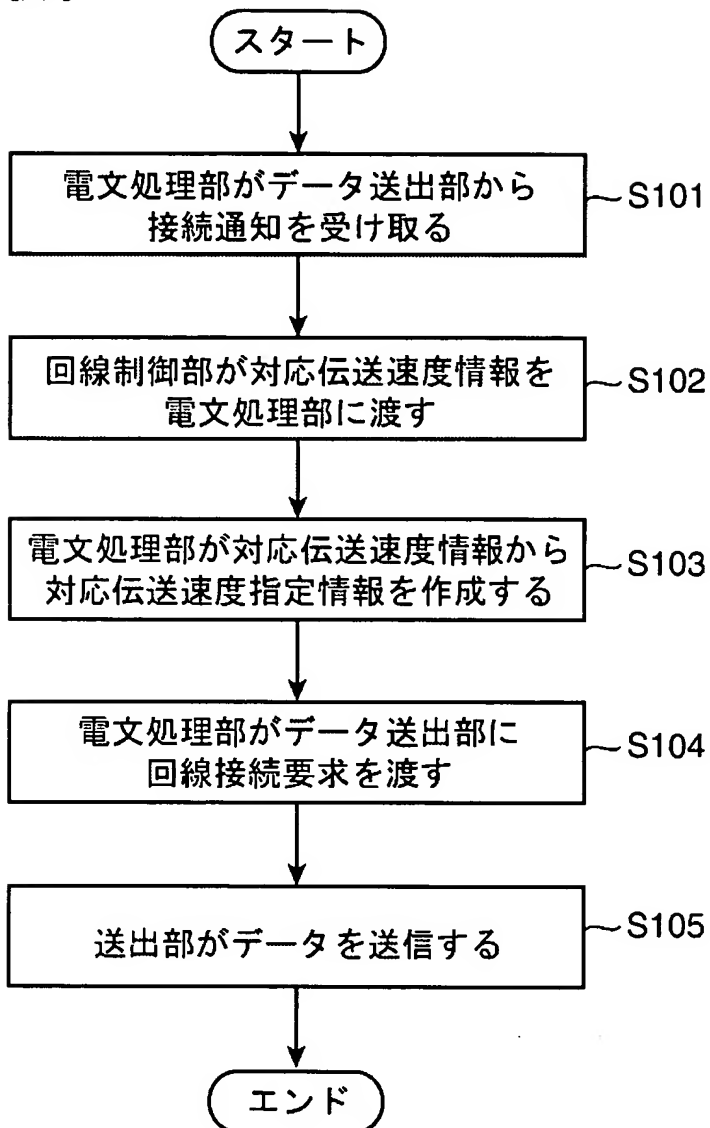 スタート
電文処理部がデータ送出部から
接続通知を受け取る
S101
回線制御部が対応伝送速度情報を
電文処理部に渡す
S102
電文処理部が対応伝送速度情報から
対応伝送速度指定情報を作成する
S103
電文処理部がデータ送出部に
回線接続要求を渡す
S104
送出部がデータを送信する
S105
エンド